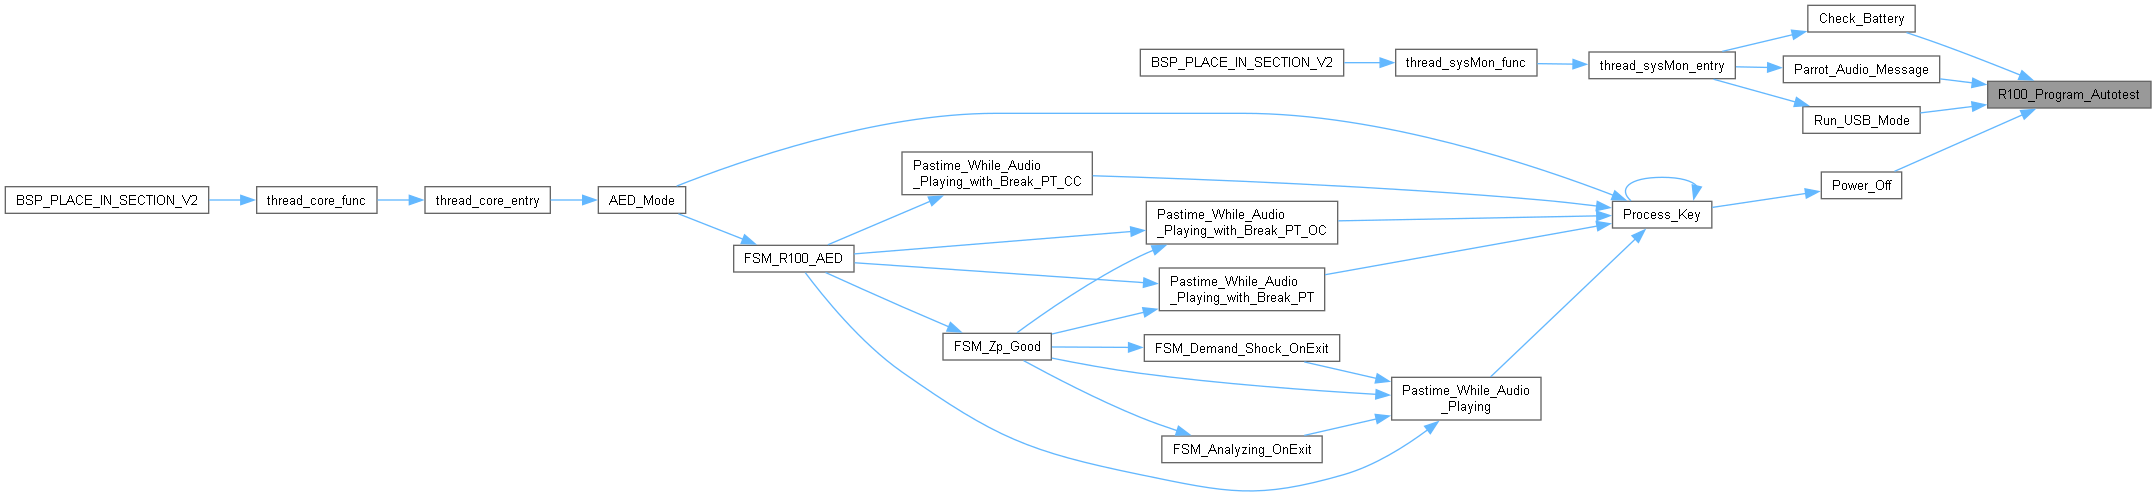 Check_Battery
BSP_PLACE_IN_SECTION_V2
thread_sysMon_func
thread_sysMon_entry
Parrot_Audio_Message
R100_Program_Autotest
Run_USB_Mode
Pastime_While_Audio
_Playing_with_Break_PT_CC
Power_Off
BSP_PLACE_IN_SECTION_V2
thread_core_func
thread_core_entry
AED_Mode
Pastime_While_Audio
_Playing_with_Break_PT_OC
Process_Key
FSM_R100_AED
Pastime_While_Audio
_Playing_with_Break_PT
FSM_Zp_Good
FSM_Demand_Shock_OnExit
Pastime_While_Audio
_Playing
FSM_Analyzing_OnExit